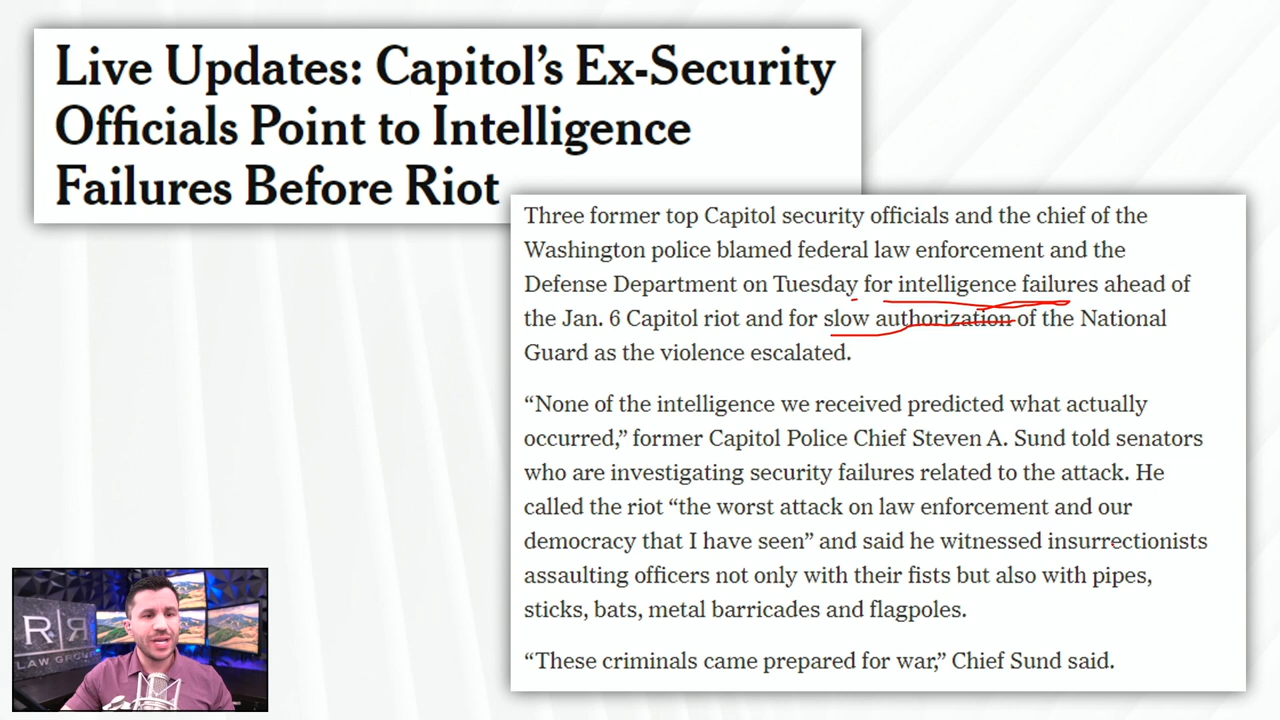 Live Updates: Capitol’s Ex-Security
Officials Point to Intelligence
Failures Before Riot
Three former top Capitol security officials and the chief of the
Washington police blamed federal law enforcement and the
Defense Department on Tuesday for intelligence failures ahead of
the Jan. 6 Capitol riot and for slow authorization of the National
Guard as the violence escalated.
“None of the intelligence we received predicted what actually
occurred,” former Capitol Police Chief Steven A. Sund told senators
who are investigating security failures related to the attack. He
called the riot “the worst attack on law enforcement and our
democracy that I have seen” and said he witnessed insurrectionists
assaulting officers not only with their fists but also with pipes,
sticks, bats, metal barricades and flagpoles.
“These criminals came prepared for war,” Chief Sund said.
R|R
LAW GROUP